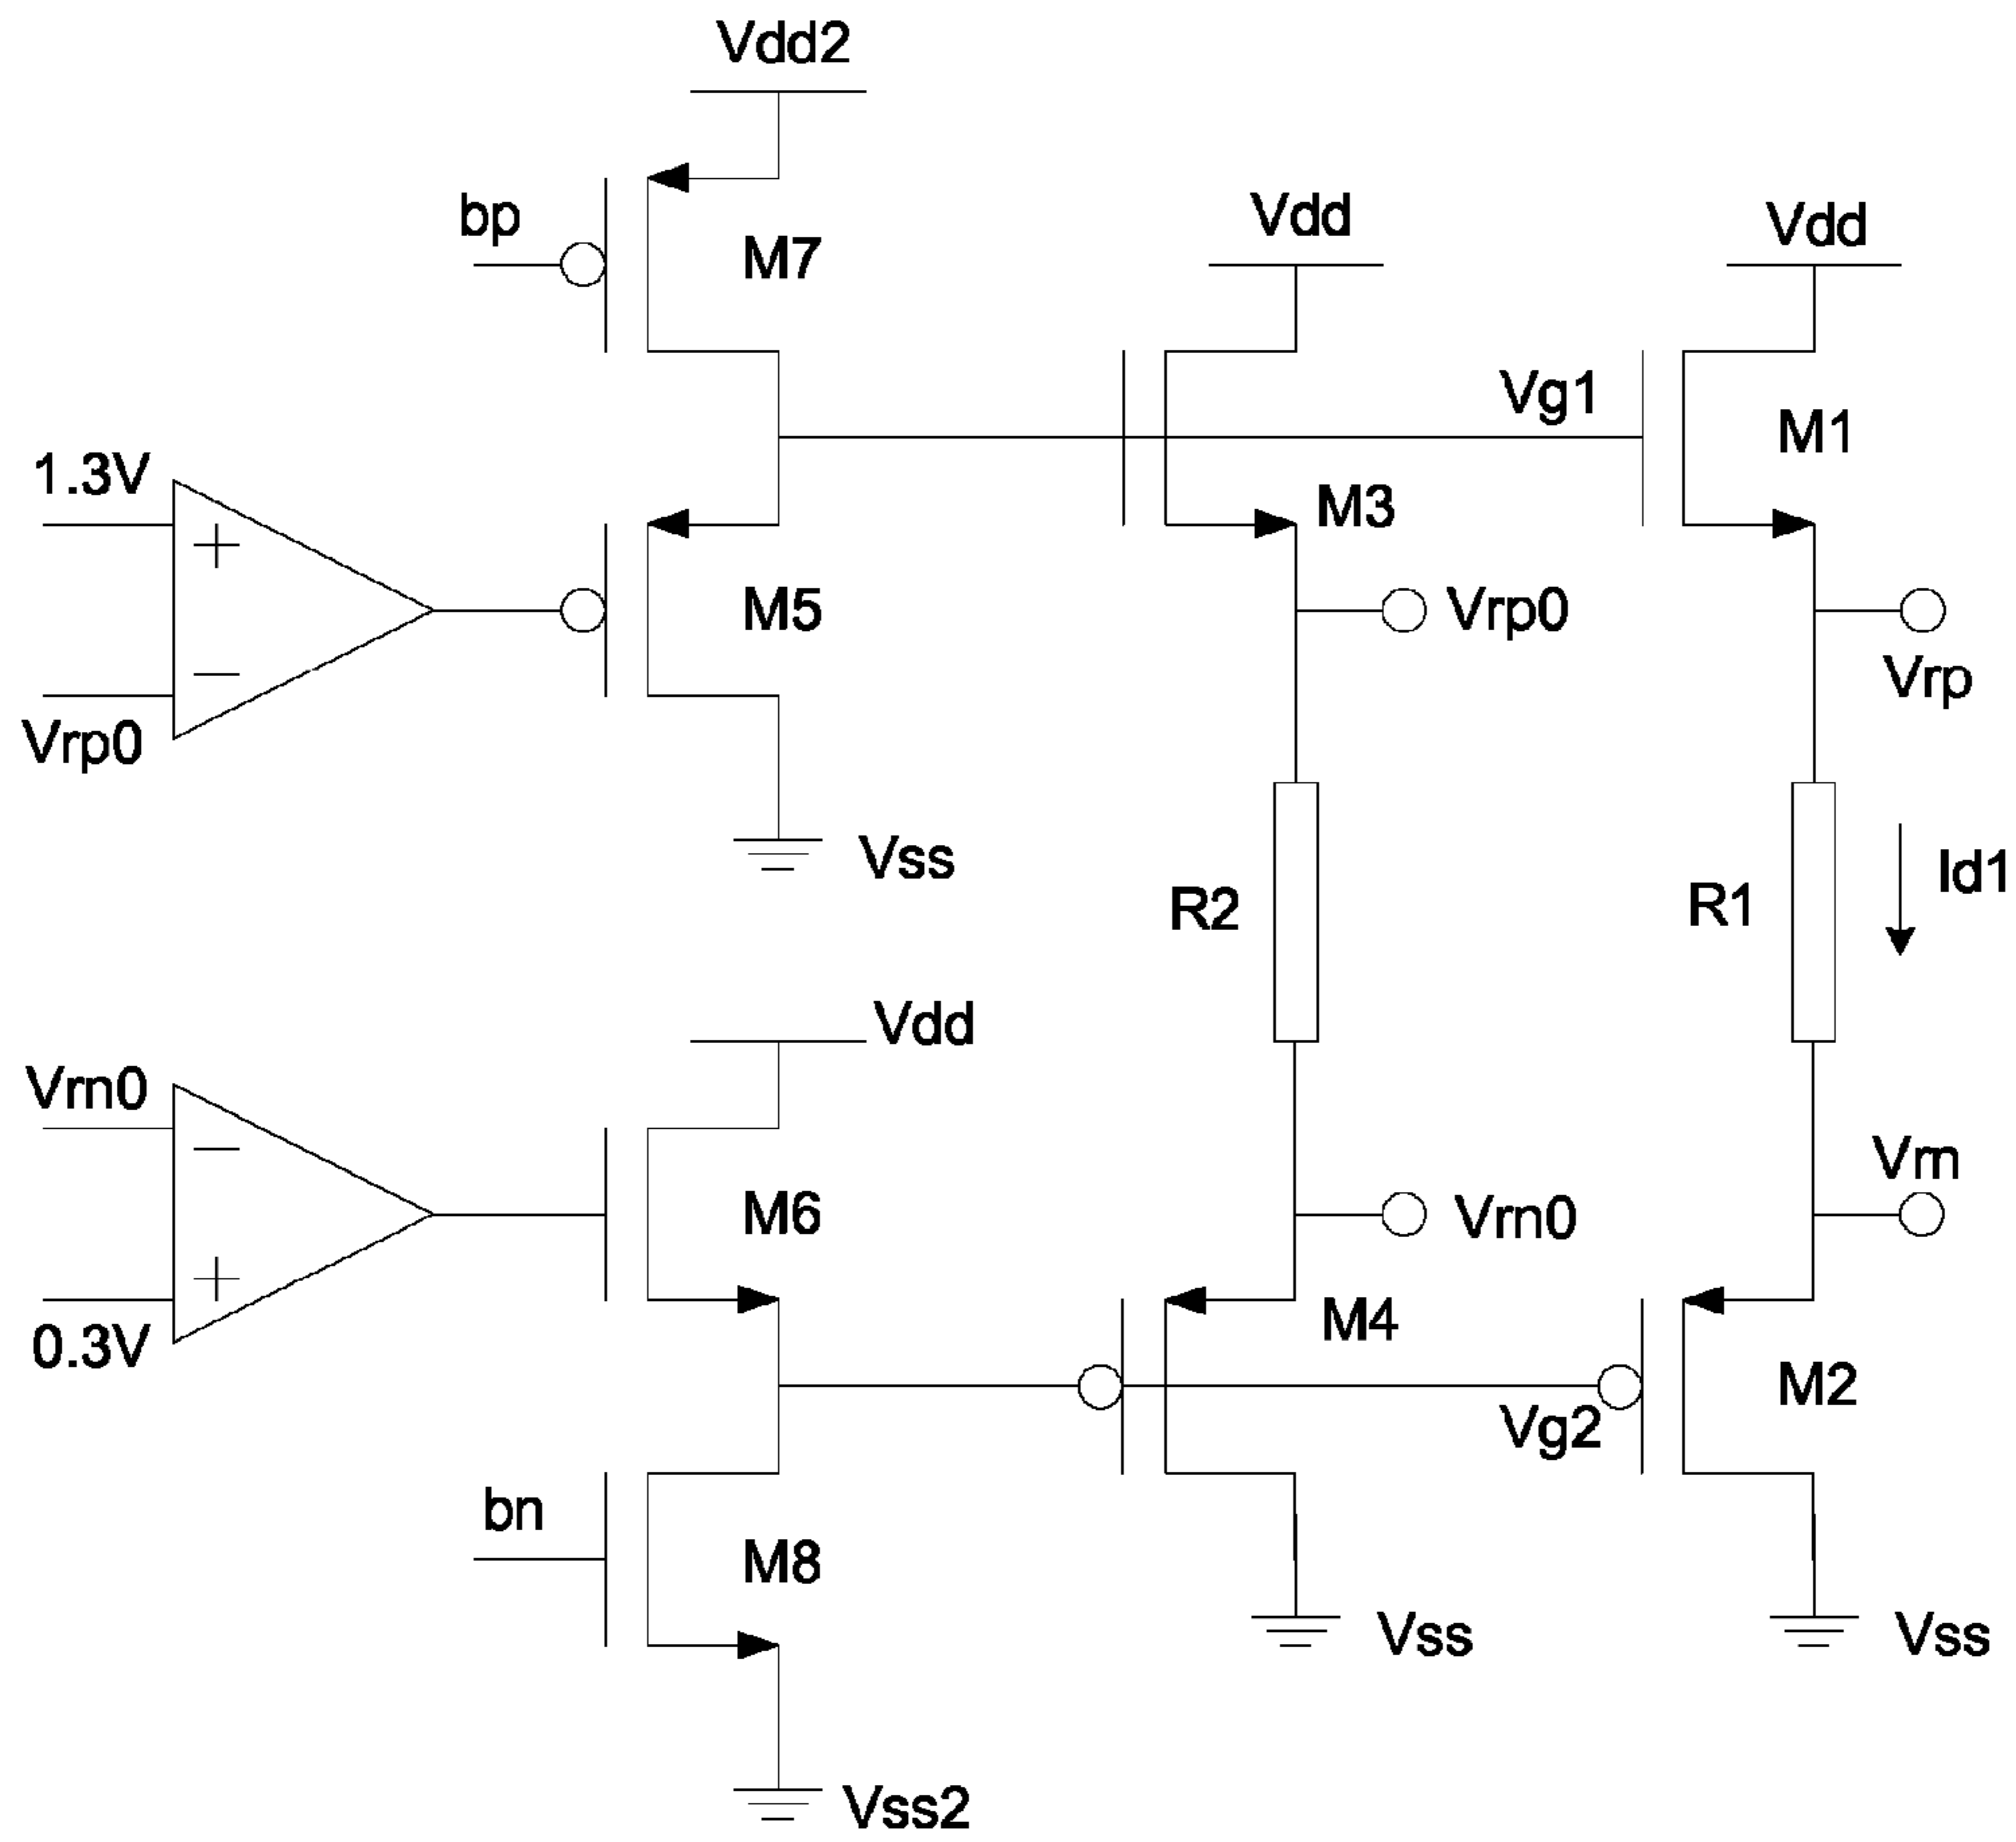 Vdd2
bp
M7
Vdd
Vdd
Vg1
M1
M3
1.3V
+
−
Vrp0
M5
Vrp0
Vrp
Vss
R2
R1
Id1
Vdd
Vrn0
−
+
0.3V
M6
Vrn0
Vrn
M4
M2
Vg2
bn
M8
Vss
Vss
Vss2